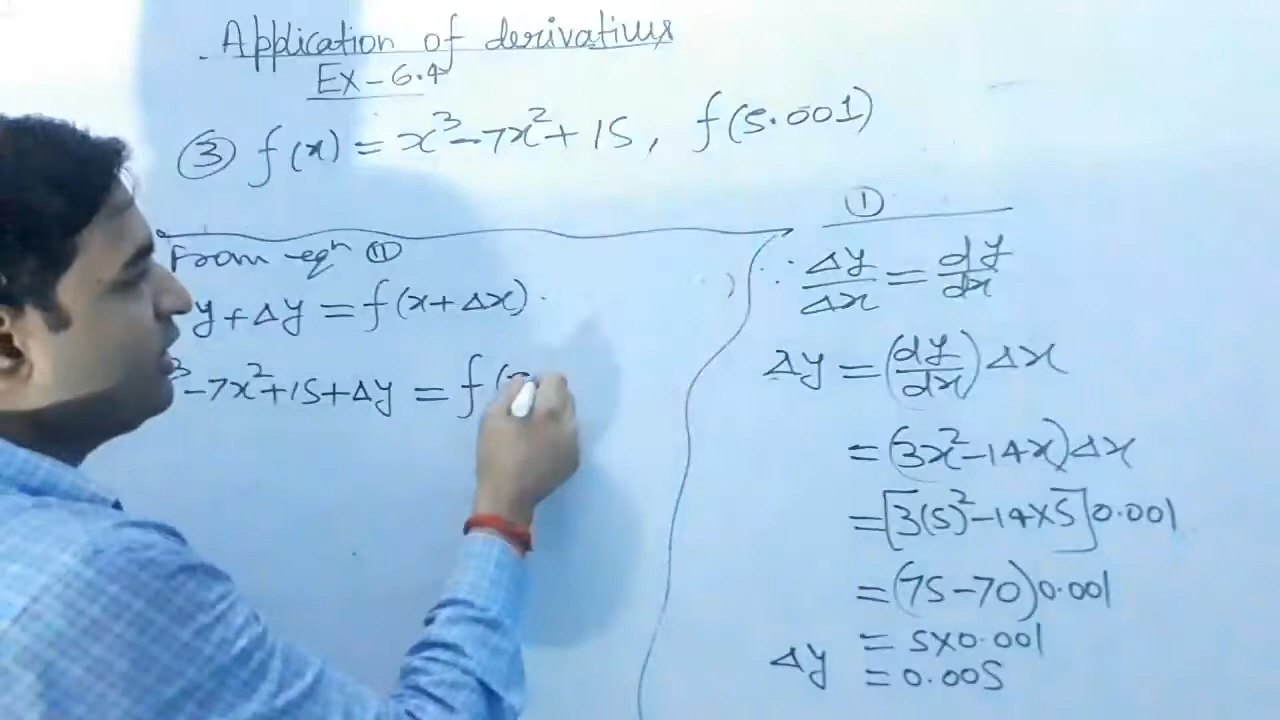 Application of derivatives
Ex-6.4
③ f(x) = x³-7x²+15, f(5.001)
From eqⁿ ⑪
y+Δy = f(x+Δx).
³-7x²+15+Δy = f(
①
∵ Δy/Δx = dy/dx
Δy = (dy/dx)Δx
= (3x²-14x)Δx
= [3(5)²-14×5]0.001
= (75-70)0.001
= 5×0.001
Δy = 0.005